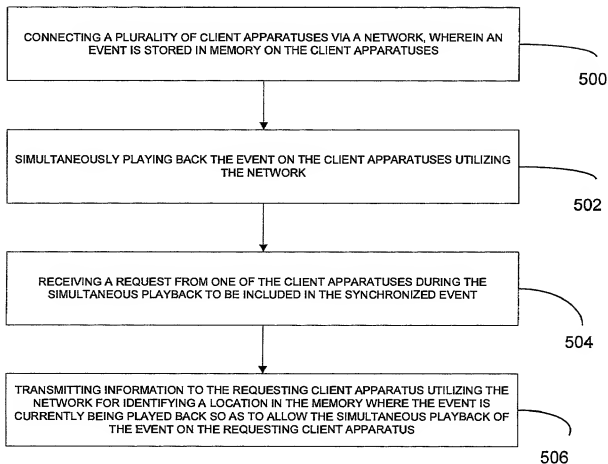 CONNECTING A PLURALITY OF CLIENT APPARATUSES VIA A NETWORK, WHEREIN AN
EVENT IS STORED IN MEMORY ON THE CLIENT APPARATUSES
500
SIMULTANEOUSLY PLAYING BACK THE EVENT ON THE CLIENT APPARATUSES UTILIZING
THE NETWORK
502
RECEIVING A REQUEST FROM ONE OF THE CLIENT APPARATUSES DURING THE
SIMULTANEOUS PLAYBACK TO BE INCLUDED IN THE SYNCHRONIZED EVENT
504
TRANSMITTING INFORMATION TO THE REQUESTING CLIENT APPARATUS UTILIZING THE
NETWORK FOR IDENTIFYING A LOCATION IN THE MEMORY WHERE THE EVENT IS
CURRENTLY BEING PLAYED BACK SO AS TO ALLOW THE SIMULTANEOUS PLAYBACK OF
THE EVENT ON THE REQUESTING CLIENT APPARATUS
506